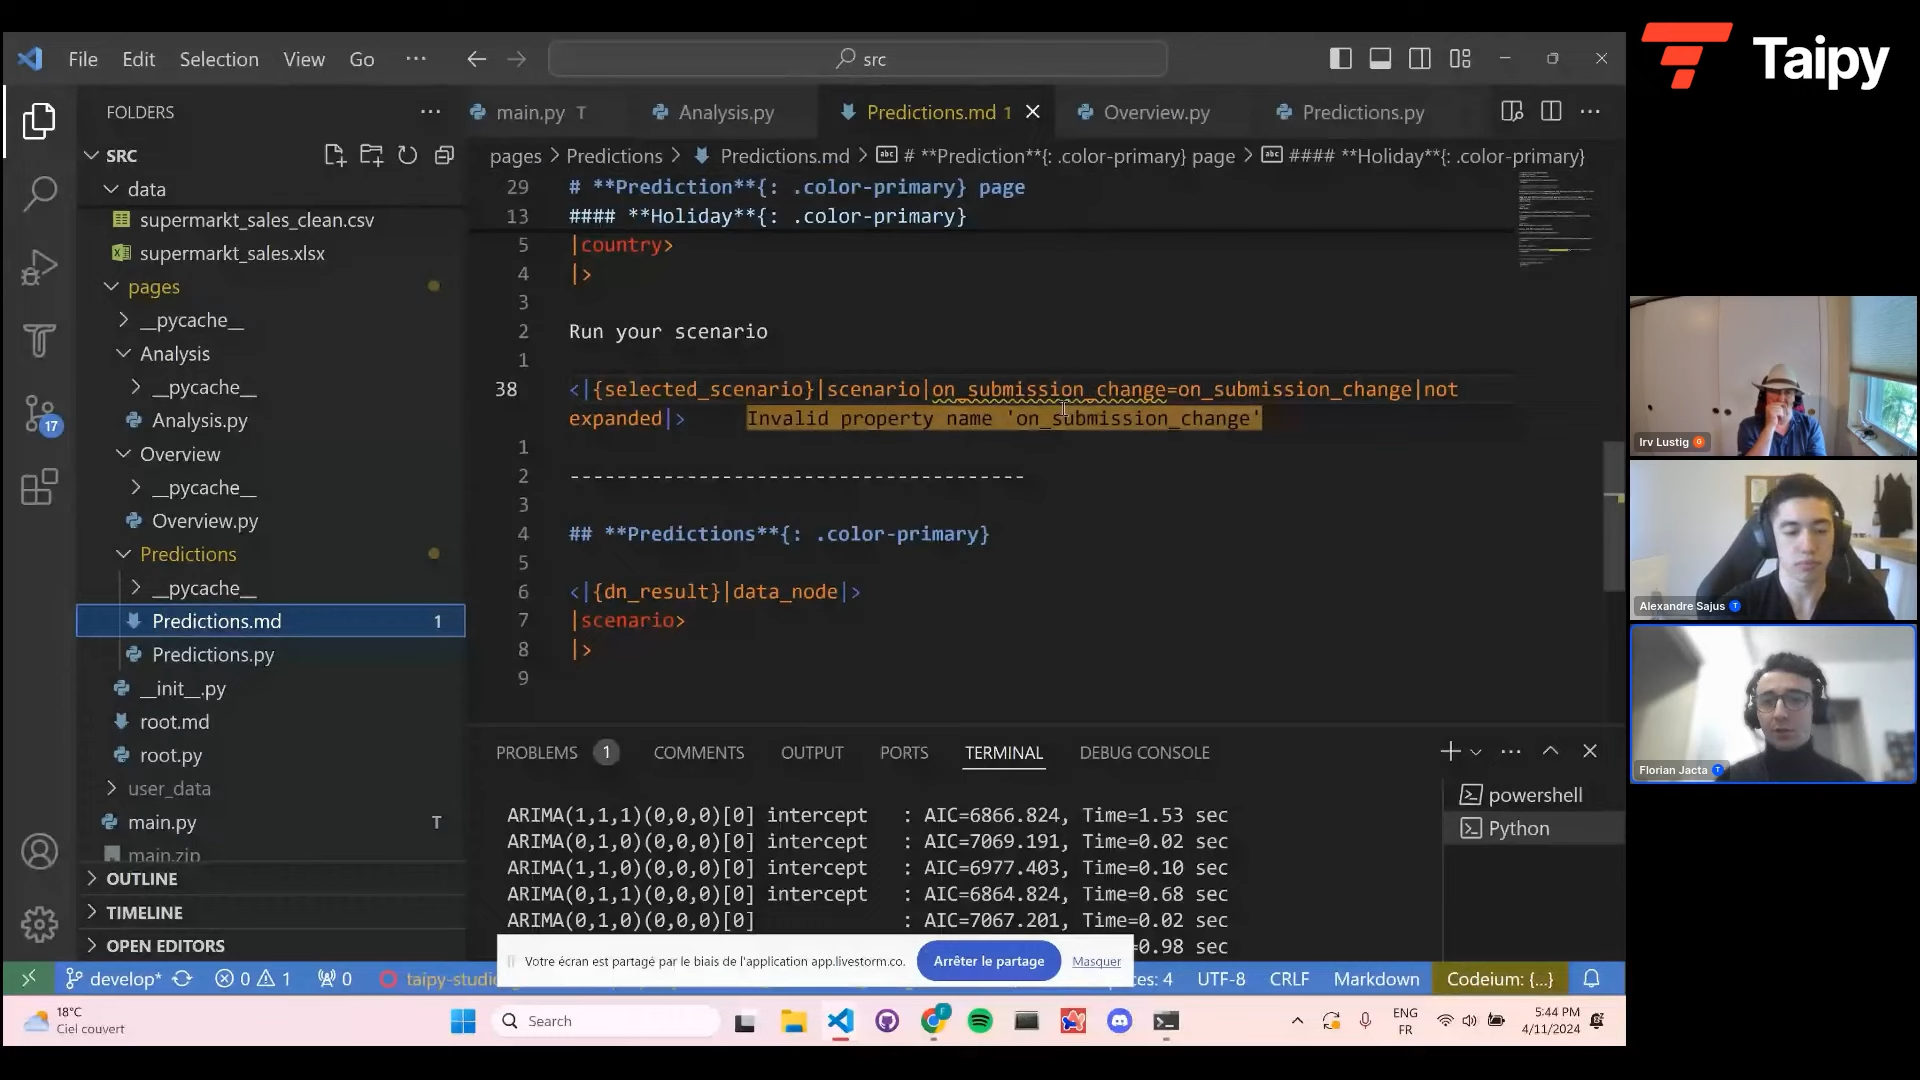 Taipy
File Edit Selection View Go ... src
FOLDERS ...
main.py T Analysis.py Predictions.md 1 Overview.py Predictions.py ...
SRC
pages > Predictions > Predictions.md > # **Prediction**{: .color-primary} page > #### **Holiday**{: .color-primary}
data
supermarkt_sales_clean.csv
supermarkt_sales.xlsx
pages
__pycache__
Analysis
__pycache__
Analysis.py
Overview
__pycache__
Overview.py
Predictions
__pycache__
Predictions.md 1
Predictions.py
__init__.py
root.md
root.py
user_data
main.py T
main.zip
OUTLINE
TIMELINE
OPEN EDITORS
17
29 # **Prediction**{: .color-primary} page
13 #### **Holiday**{: .color-primary}
5 |country>
4 |>
3
2 Run your scenario
1
38 <|{selected_scenario}|scenario|on_submission_change=on_submission_change|not
expanded|> Invalid property name 'on_submission_change'
1
2 ---------------------------------------
3
4 ## **Predictions**{: .color-primary}
5
6 <|{dn_result}|data_node|>
7 |scenario>
8 |>
9
PROBLEMS 1 COMMENTS OUTPUT PORTS TERMINAL DEBUG CONSOLE
powershell
Python
ARIMA(1,1,1)(0,0,0)[0] intercept : AIC=6866.824, Time=1.53 sec
ARIMA(0,1,0)(0,0,0)[0] intercept : AIC=7069.191, Time=0.02 sec
ARIMA(1,1,0)(0,0,0)[0] intercept : AIC=6977.403, Time=0.10 sec
ARIMA(0,1,1)(0,0,0)[0] intercept : AIC=6864.824, Time=0.68 sec
ARIMA(0,1,0)(0,0,0)[0] : AIC=7067.201, Time=0.02 sec
0.98 sec
Votre écran est partagé par le biais de l'application app.livestorm.co. Arrêter le partage Masquer
develop* 0 1 0 taipy-studi UTF-8 CRLF Markdown Codeium: {...}
18°C
Ciel couvert
Search
ENG
FR
5:44 PM
4/11/2024
Irv Lustig
Alexandre Sajus
Florian Jacta